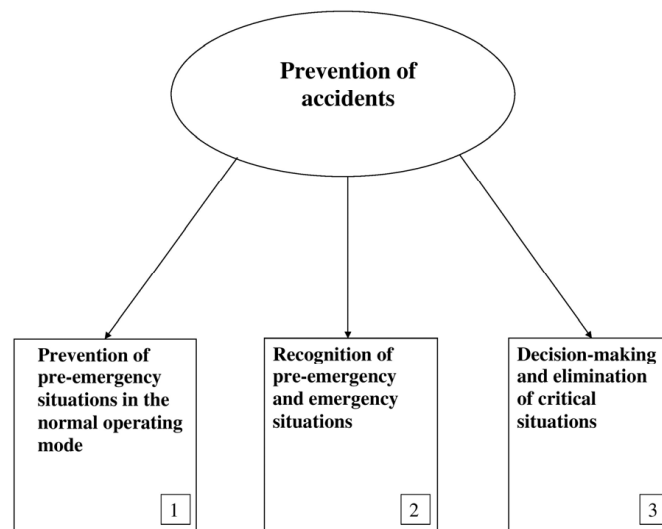 Prevention of
accidents
Prevention of
pre-emergency
situations in the
normal operating
mode
1
Recognition of
pre-emergency
and emergency
situations
2
Decision-making
and elimination
of critical
situations
3